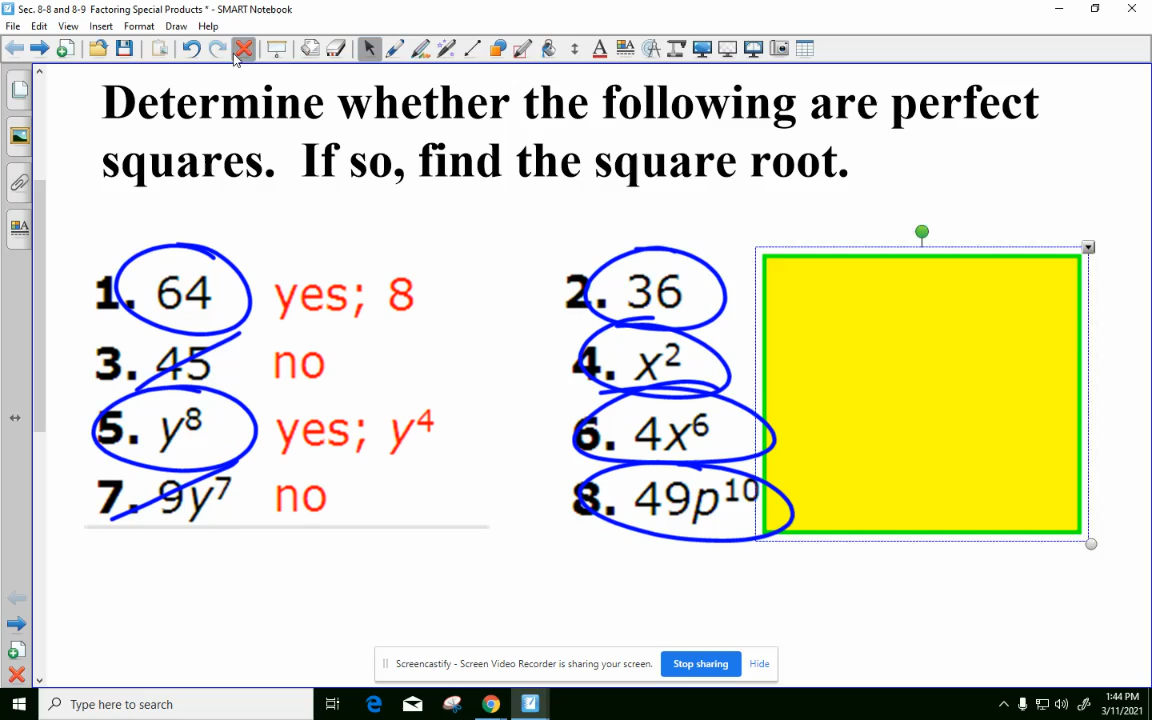 Sec. 8-8 and 8-9 Factoring Special Products * - SMART Notebook
File Edit View Insert Format Draw Help
Determine whether the following are perfect
squares. If so, find the square root.
1. 64 yes; 8
2. 36
3. 45 no
4. x²
5. y⁸ yes; y⁴
6. 4x⁶
7. 9y⁷ no
8. 49p¹⁰
Screencastify - Screen Video Recorder is sharing your screen. Stop sharing Hide
Type here to search
1:44 PM
3/11/2021